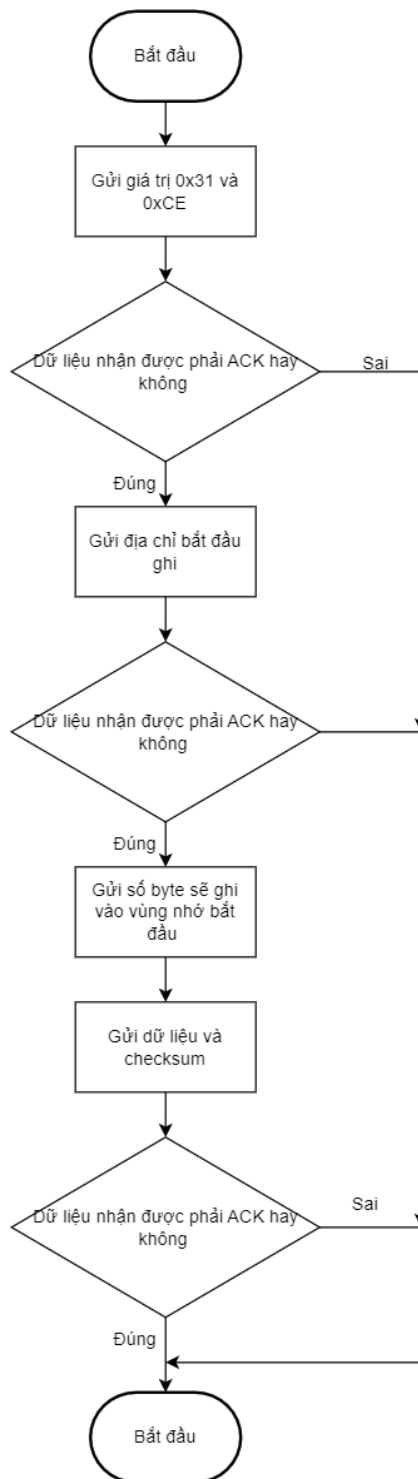 Bắt đầu
Gửi giá trị 0x31 và
0xCE
Dữ liệu nhận được phải ACK hay
không
Sai
Đúng
Gửi địa chỉ bắt đầu
ghi
Dữ liệu nhận được phải ACK hay
không
Đúng
Gửi số byte sẽ ghi
vào vùng nhớ bắt
đầu
Gửi dữ liệu và
checksum
Dữ liệu nhận được phải ACK hay
không
Sai
Đúng
Bắt đầu